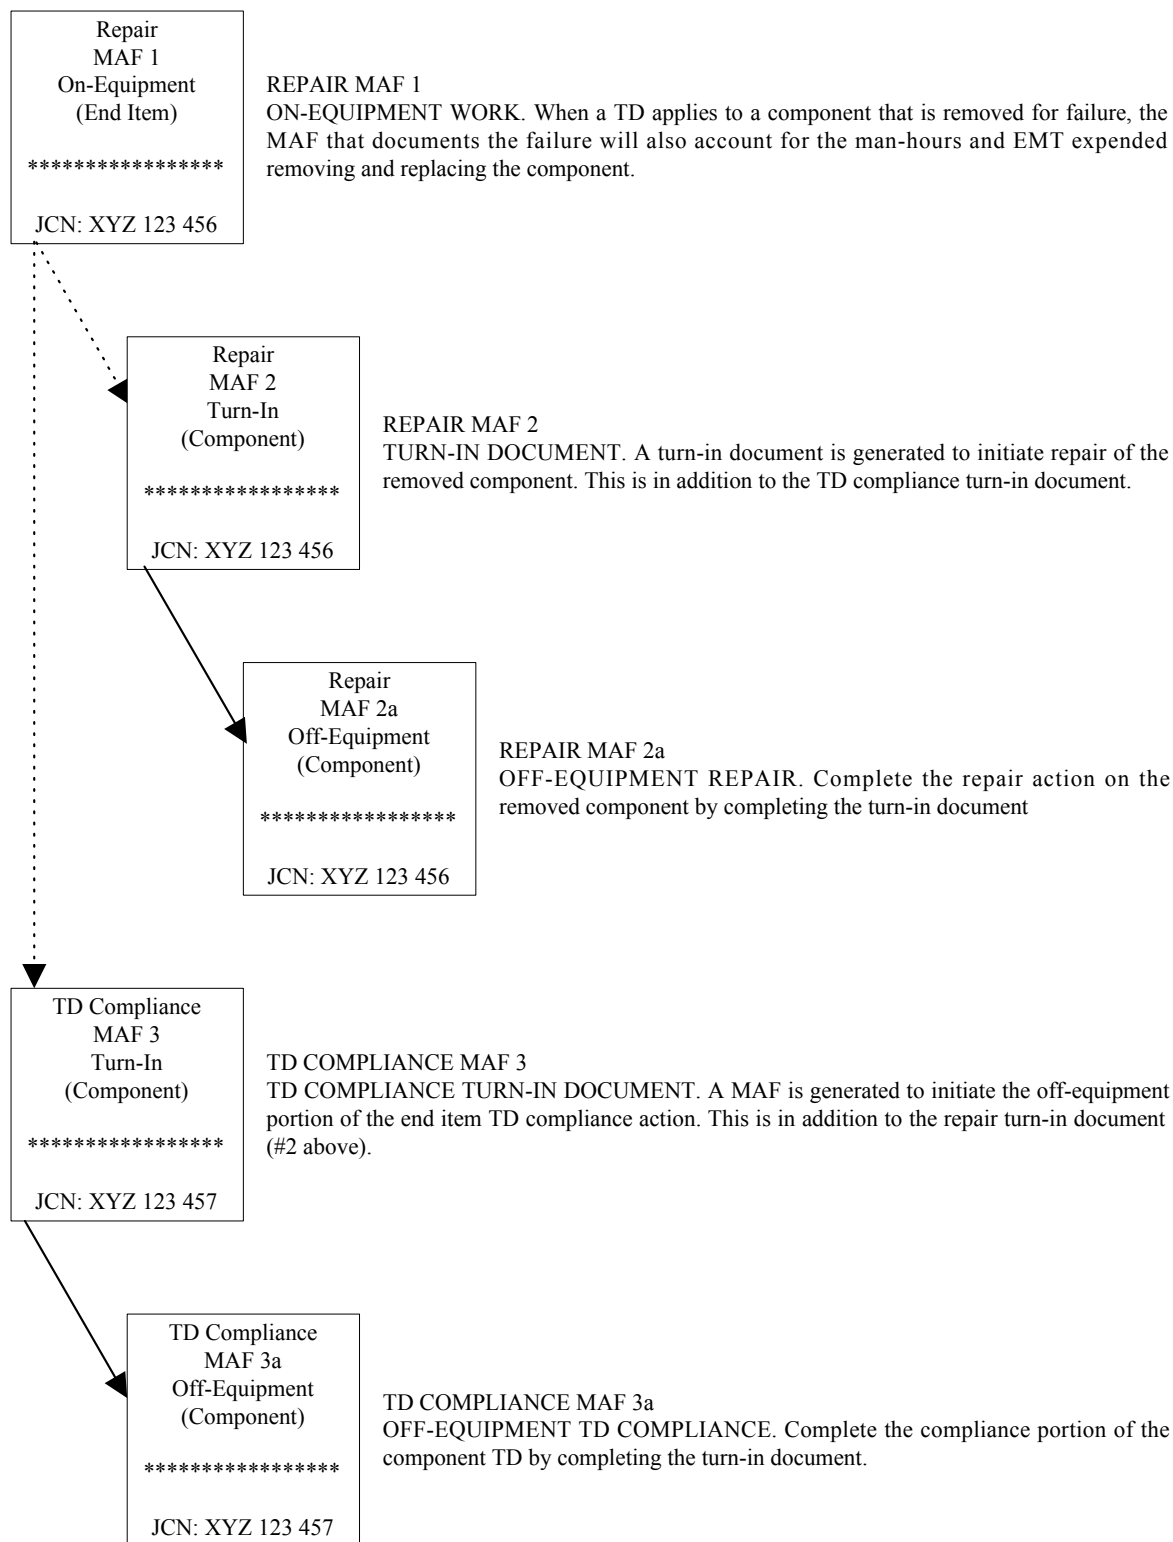 Repair
MAF 1
On-Equipment
(End Item)
*****************
JCN: XYZ 123 456
REPAIR MAF 1
ON-EQUIPMENT WORK. When a TD applies to a component that is removed for failure, the
MAF that documents the failure will also account for the man-hours and EMT expended
removing and replacing the component.
Repair
MAF 2
Turn-In
(Component)
*****************
JCN: XYZ 123 456
REPAIR MAF 2
TURN-IN DOCUMENT. A turn-in document is generated to initiate repair of the
removed component. This is in addition to the TD compliance turn-in document.
Repair
MAF 2a
Off-Equipment
(Component)
*****************
JCN: XYZ 123 456
REPAIR MAF 2a
OFF-EQUIPMENT REPAIR. Complete the repair action on the
removed component by completing the turn-in document
TD Compliance
MAF 3
Turn-In
(Component)
*****************
JCN: XYZ 123 457
TD COMPLIANCE MAF 3
TD COMPLIANCE TURN-IN DOCUMENT. A MAF is generated to initiate the off-equipment
portion of the end item TD compliance action. This is in addition to the repair turn-in document
(#2 above).
TD Compliance
MAF 3a
Off-Equipment
(Component)
*****************
JCN: XYZ 123 457
TD COMPLIANCE MAF 3a
OFF-EQUIPMENT TD COMPLIANCE. Complete the compliance portion of the
component TD by completing the turn-in document.